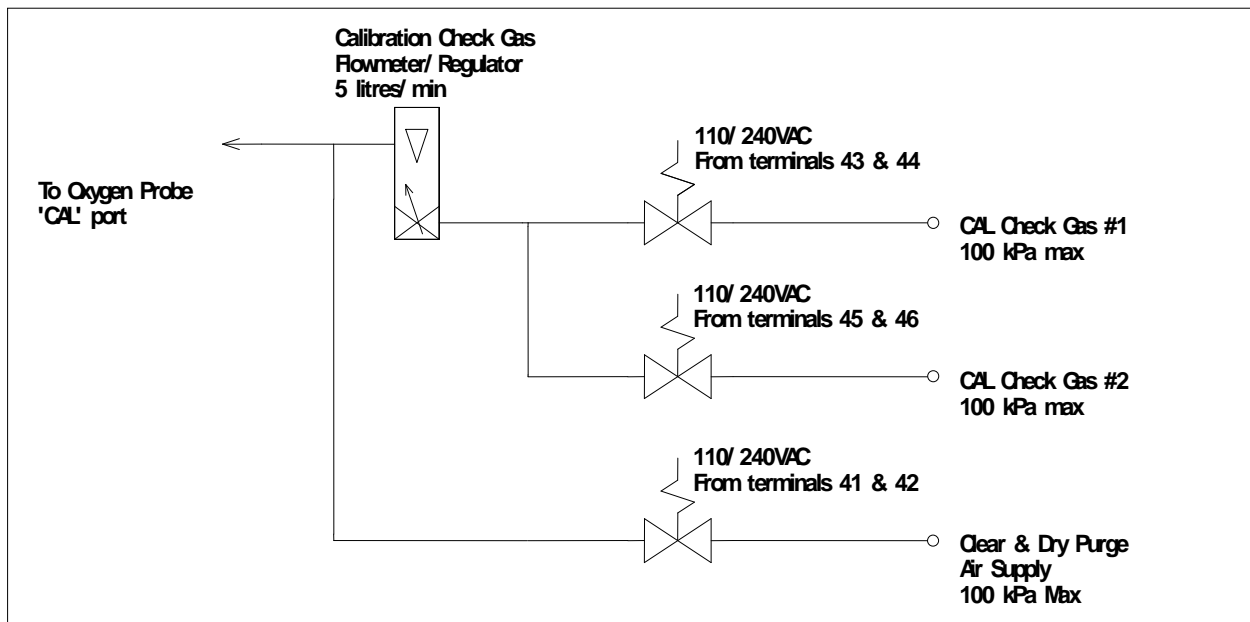 Calibration Check Gas
Flowmeter/ Regulator
5 litres/ min
110/ 240VAC
From terminals 43 & 44
To Oxygen Probe
'CAL' port
CAL Check Gas #1
100 kPa max
110/ 240VAC
From terminals 45 & 46
CAL Check Gas #2
100 kPa max
110/ 240VAC
From terminals 41 & 42
Clear & Dry Purge
Air Supply
100 kPa Max